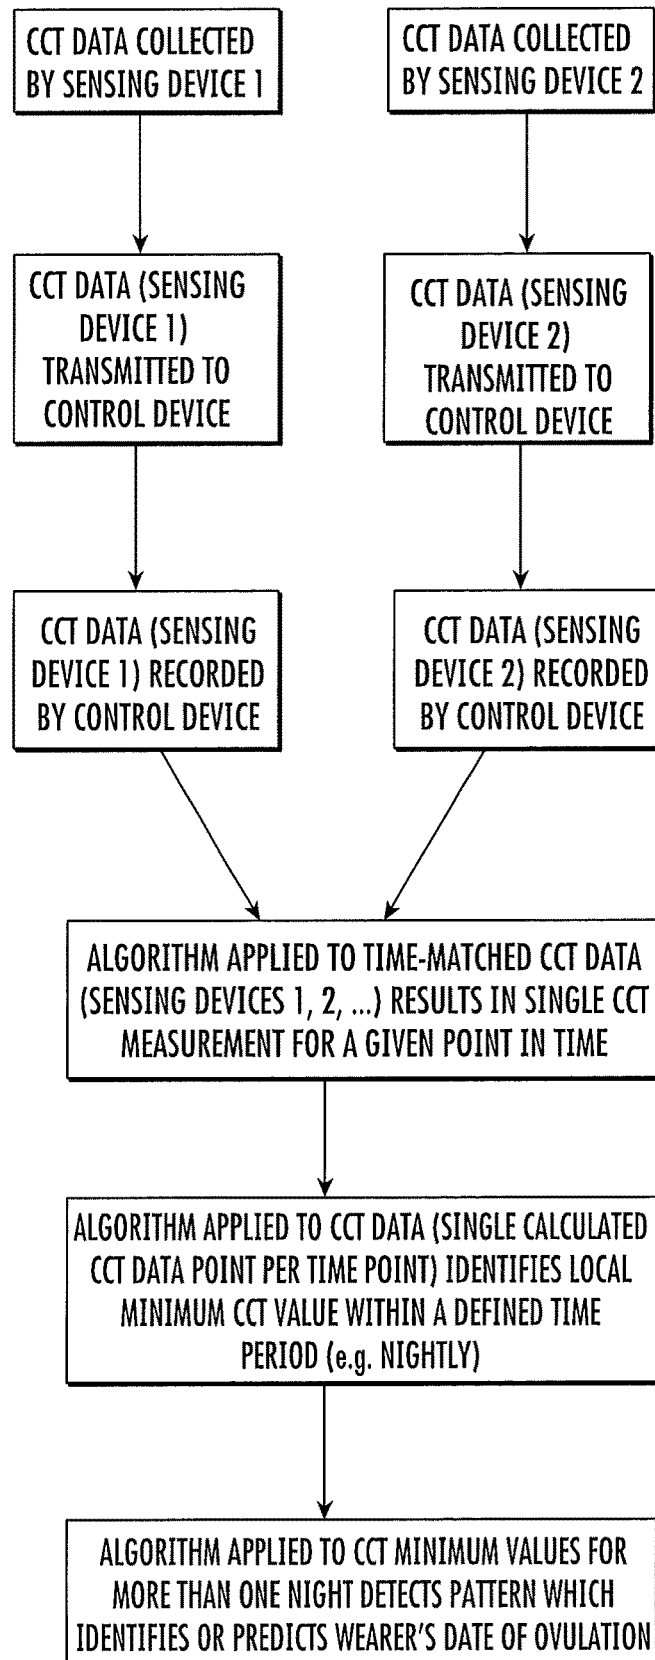 CCT DATA COLLECTED
BY SENSING DEVICE 1
CCT DATA COLLECTED
BY SENSING DEVICE 2
CCT DATA (SENSING
DEVICE 1)
TRANSMITTED TO
CONTROL DEVICE
CCT DATA (SENSING
DEVICE 2)
TRANSMITTED TO
CONTROL DEVICE
CCT DATA (SENSING
DEVICE 1) RECORDED
BY CONTROL DEVICE
CCT DATA (SENSING
DEVICE 2) RECORDED
BY CONTROL DEVICE
ALGORITHM APPLIED TO TIME-MATCHED CCT DATA
(SENSING DEVICES 1, 2, ...) RESULTS IN SINGLE CCT
MEASUREMENT FOR A GIVEN POINT IN TIME
ALGORITHM APPLIED TO CCT DATA (SINGLE CALCULATED
CCT DATA POINT PER TIME POINT) IDENTIFIES LOCAL
MINIMUM CCT VALUE WITHIN A DEFINED TIME
PERIOD (e.g. NIGHTLY)
ALGORITHM APPLIED TO CCT MINIMUM VALUES FOR
MORE THAN ONE NIGHT DETECTS PATTERN WHICH
IDENTIFIES OR PREDICTS WEARER'S DATE OF OVULATION